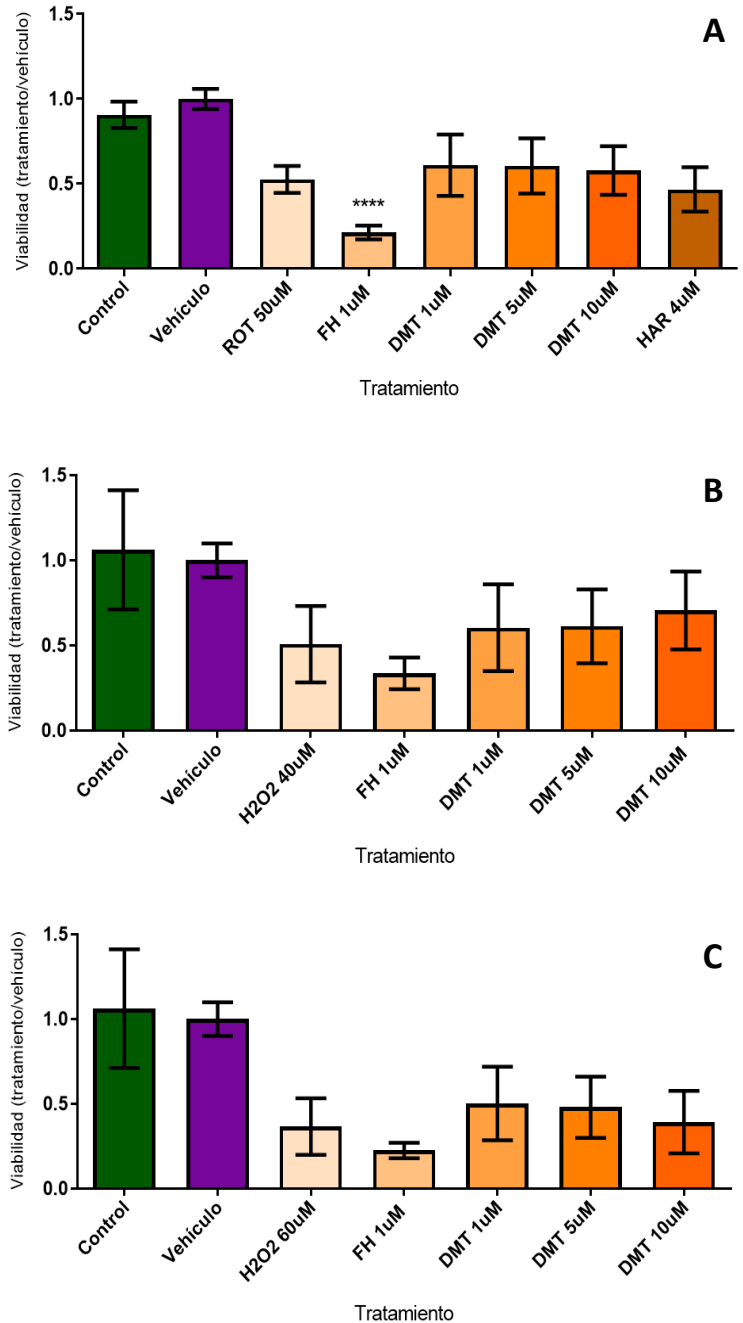 A
Viabilidad (tratamiento/vehículo)
1.5
1.0
0.5
0.0
****
Control
Vehículo
ROT 50uM
FH 1uM
DMT 1uM
DMT 5uM
DMT 10uM
HAR 4uM
Tratamiento
B
Viabilidad (tratamiento/vehículo)
1.5
1.0
0.5
0.0
Control
Vehículo
H2O2 40uM
FH 1uM
DMT 1uM
DMT 5uM
DMT 10uM
Tratamiento
C
Viabilidad (tratamiento/vehículo)
1.5
1.0
0.5
0.0
Control
Vehículo
H2O2 60uM
FH 1uM
DMT 1uM
DMT 5uM
DMT 10uM
Tratamiento